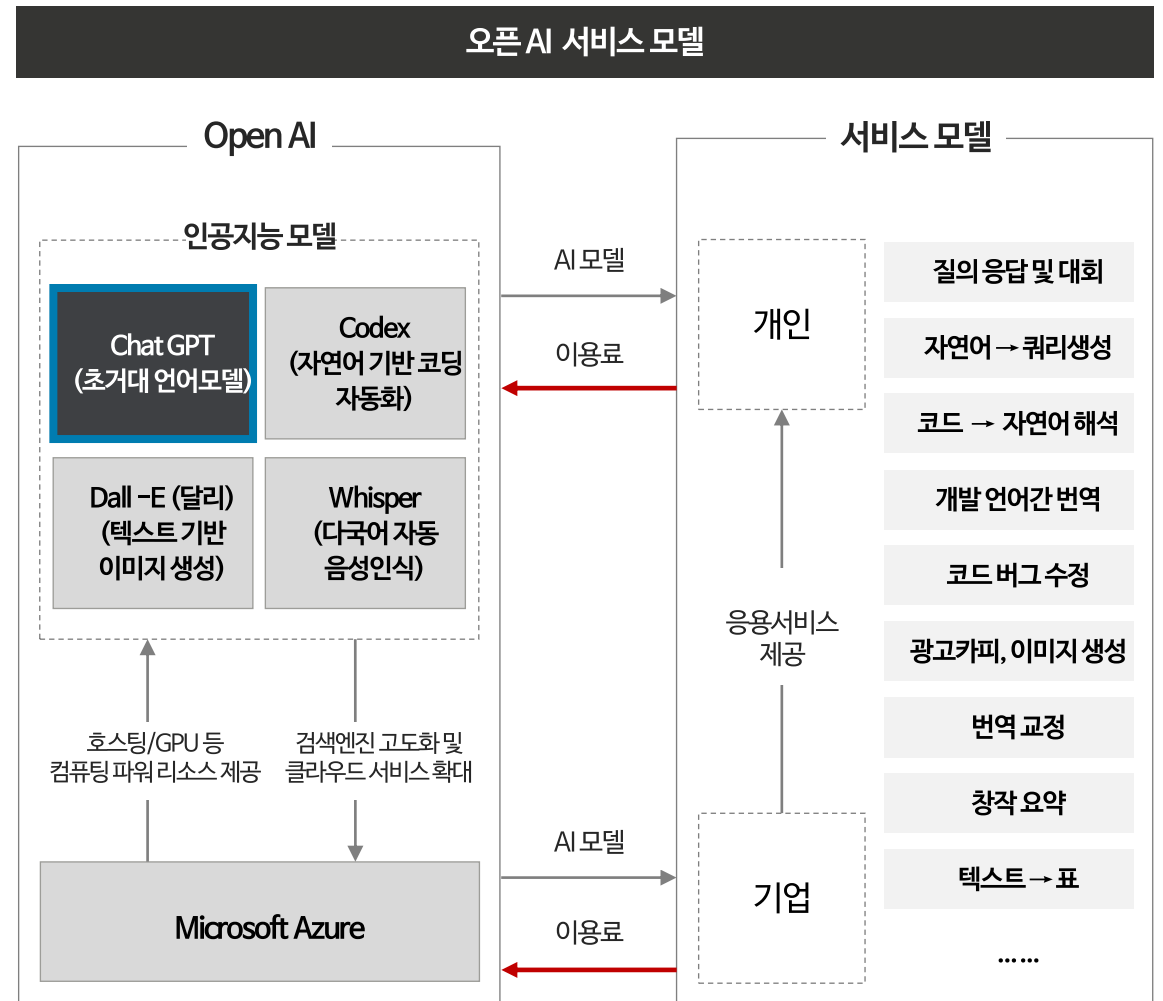 오픈 AI 서비스 모델
Open AI
인공지능 모델
Chat GPT
(초거대 언어모델)
Codex
(자연어 기반 코딩
자동화)
Dall –E (달리)
(텍스트 기반
이미지 생성)
Whisper
(다국어 자동
음성인식)
호스팅/GPU 등
컴퓨팅 파워 리소스 제공
검색엔진 고도화 및
클라우드 서비스 확대
Microsoft Azure
AI 모델
이용료
AI 모델
이용료
서비스 모델
개인
응용서비스
제공
기업
질의 응답 및 대회
자연어 → 쿼리생성
코드 → 자연어 해석
개발 언어간 번역
코드 버그 수정
광고카피, 이미지 생성
번역 교정
창작 요약
텍스트 → 표
... ...